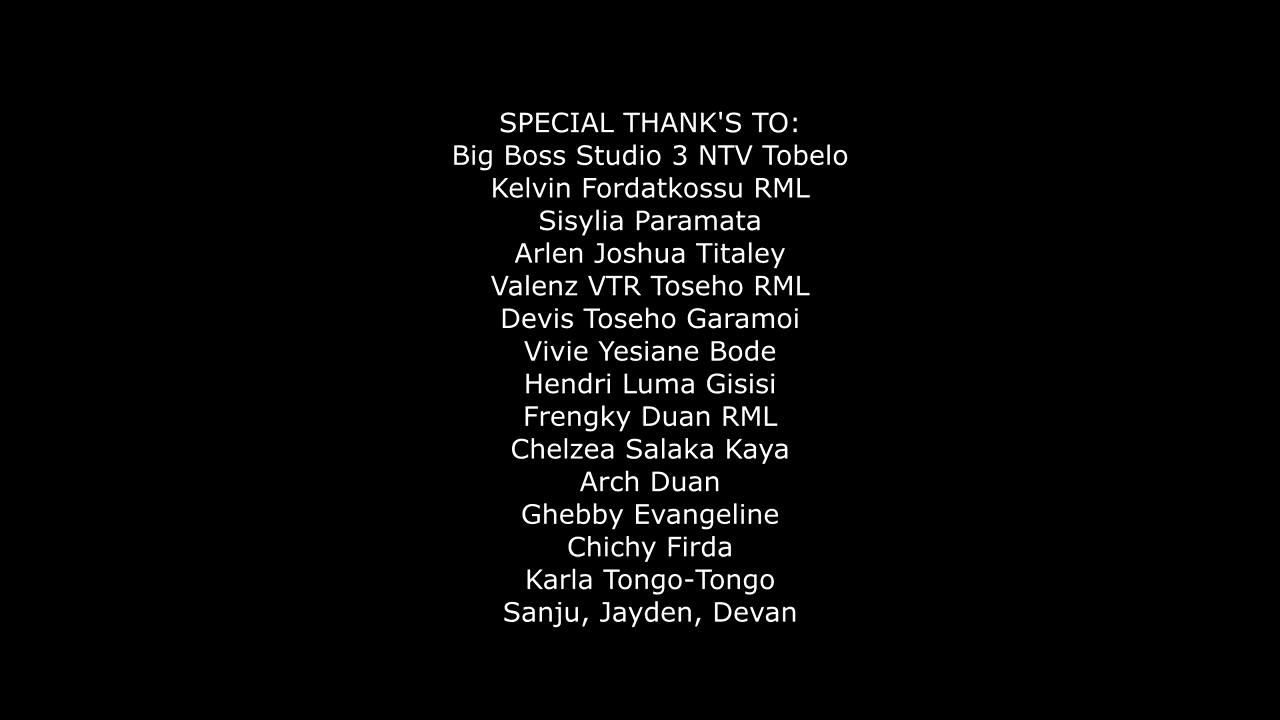 SPECIAL THANK'S TO:
Big Boss Studio 3 NTV Tobelo
Kelvin Fordatkossu RML
Sisylia Paramata
Arlen Joshua Titaley
Valenz VTR Toseho RML
Devis Toseho Garamoi
Vivie Yesiane Bode
Hendri Luma Gisisi
Frengky Duan RML
Chelzea Salaka Kaya
Arch Duan
Ghebby Evangeline
Chichy Firda
Karla Tongo-Tongo
Sanju, Jayden, Devan